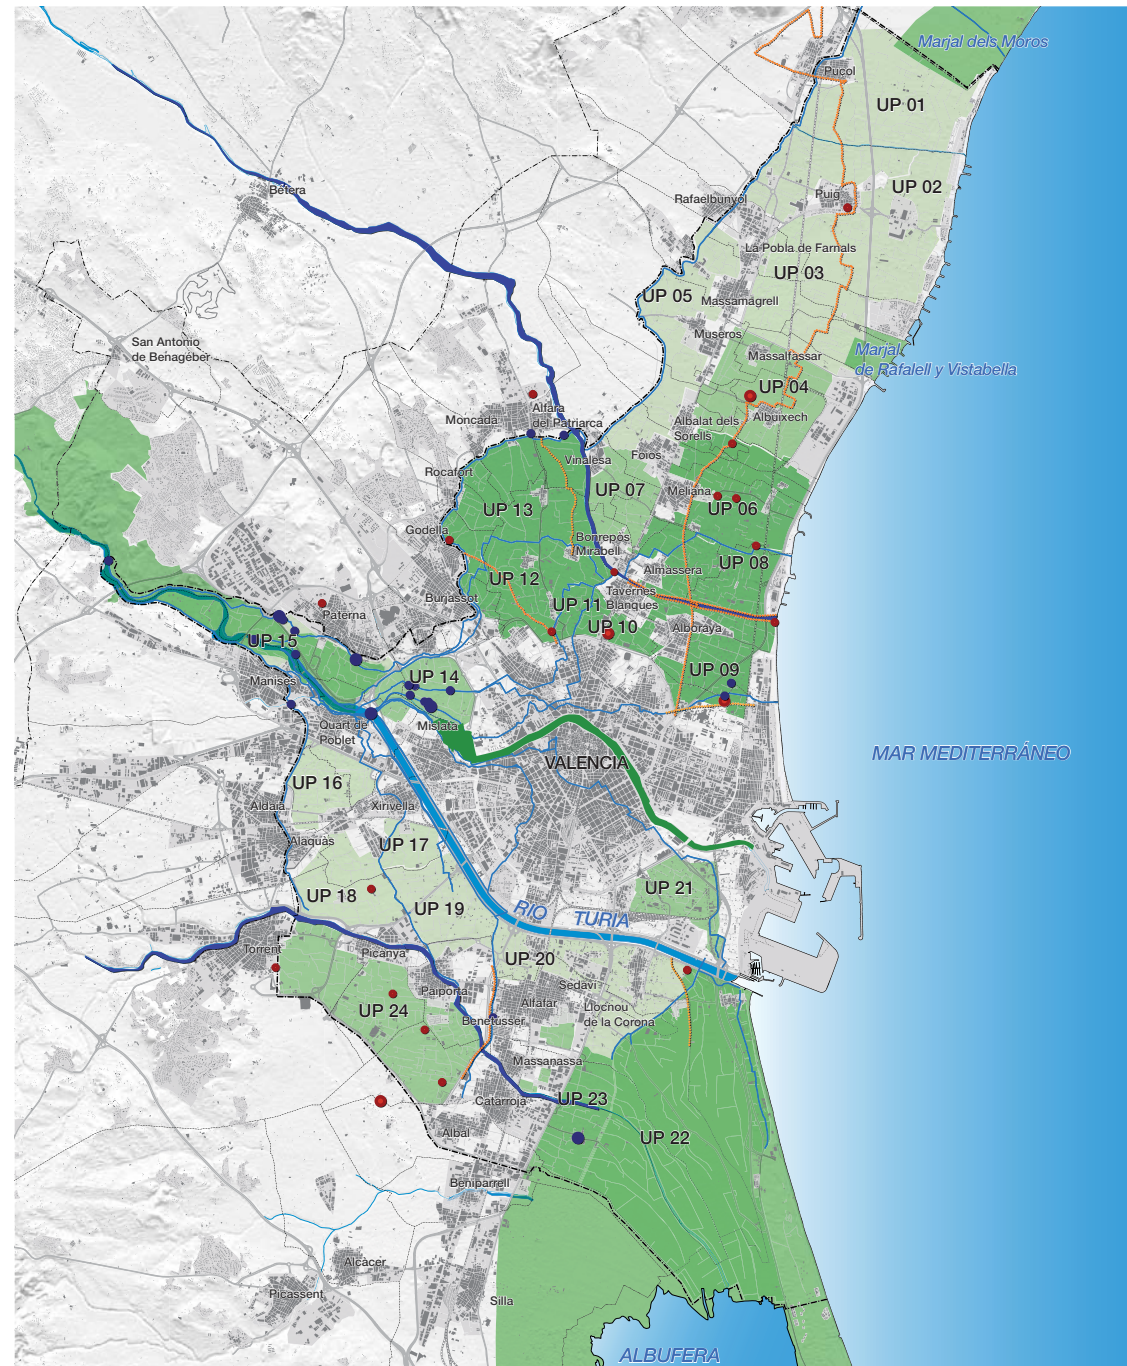 Marjal dels Moros
Puçol
UP 01
Bétera
UP 02
Puig
Rafaelbunyol
La Pobla de Farnals
UP 03
UP 05
Massamagrell
Museros
San Antonio
de Benagéber
Massalfassar
Marjal
de Rafalell y Vistabella
UP 04
Alfara
del Patriarca
Moncada
Albalat dels
Sorells
Albuixech
Vinalesa
Foios
Rocafort
UP 07
Meliana
UP 06
UP 13
Godella
Bonrepòs
i Mirabell
UP 08
Almàssera
UP 12
Burjassot
Tavernes
Blanques
UP 11
UP 10
Alboraya
Paterna
UP 15
UP 09
Manises
UP 14
Mislata
Quart de
Poblet
VALENCIA
MAR MEDITERRÁNEO
UP 16
Aldaia
Xirivella
Alaquàs
UP 17
UP 18
UP 19
UP 21
RIO
TURIA
Torrent
Picanya
UP 20
Sedaví
Paiporta
Alfafar
Llocnou
de la Corona
UP 24
Benetússer
Massanassa
Catarroja
UP 23
Albal
UP 22
Beniparrell
Alcàcer
Picassent
Silla
ALBUFERA